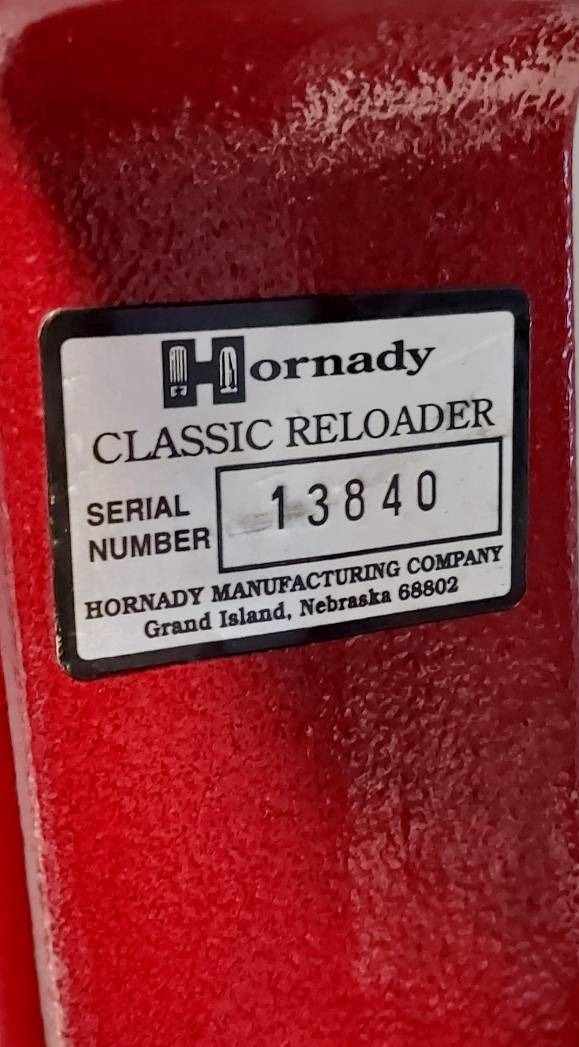 Hornady
CLASSIC RELOADER
SERIAL NUMBER 13840
HORNADY MANUFACTURING COMPANY
Grand Island, Nebraska 68802